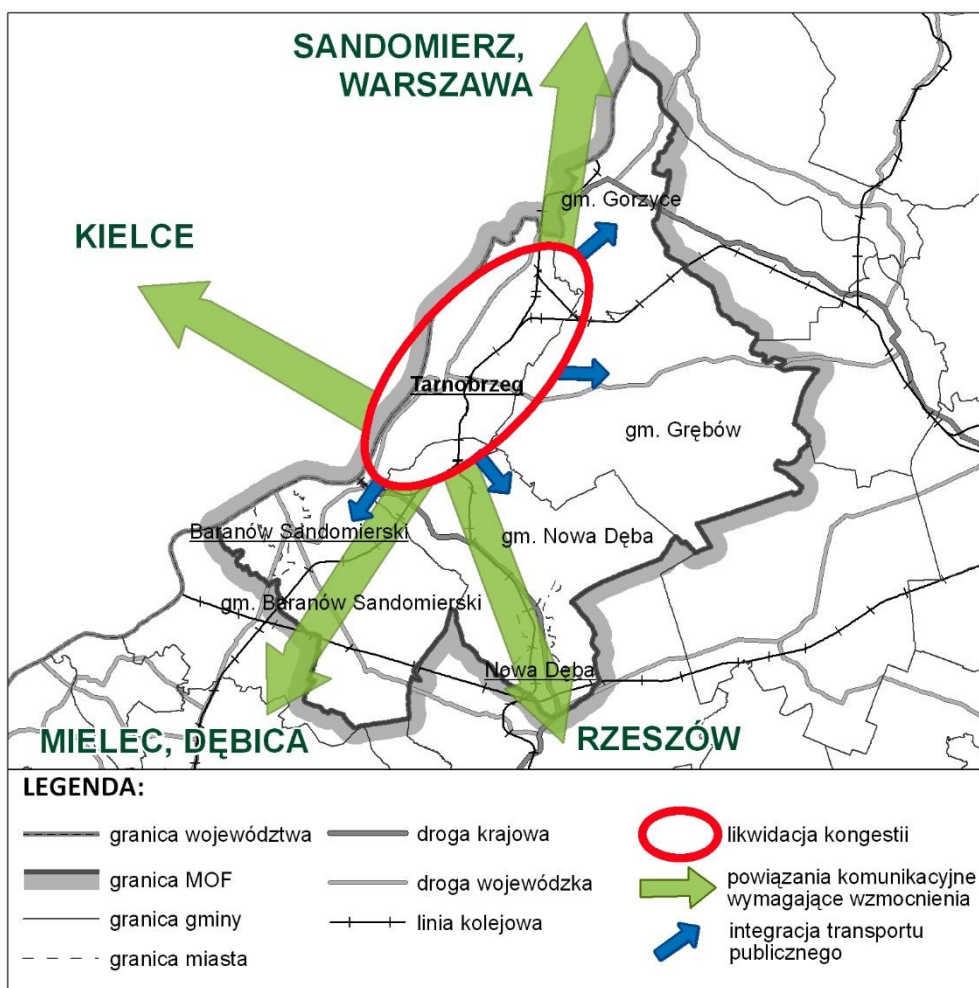 SANDOMIERZ,
WARSZAWA
gm. Gorzyce
KIELCE
Tarnobrzeg
gm. Grębów
Baranów Sandomierski
gm. Nowa Dęba
gm. Baranów Sandomierski
Nowa Dęba
MIELEC, DĘBICA
RZESZÓW
LEGENDA:
granica województwa
granica MOF
granica gminy
granica miasta
droga krajowa
droga wojewódzka
linia kolejowa
likwidacja kongestii
powiązania komunikacyjne
wymagające wzmocnienia
integracja transportu
publicznego